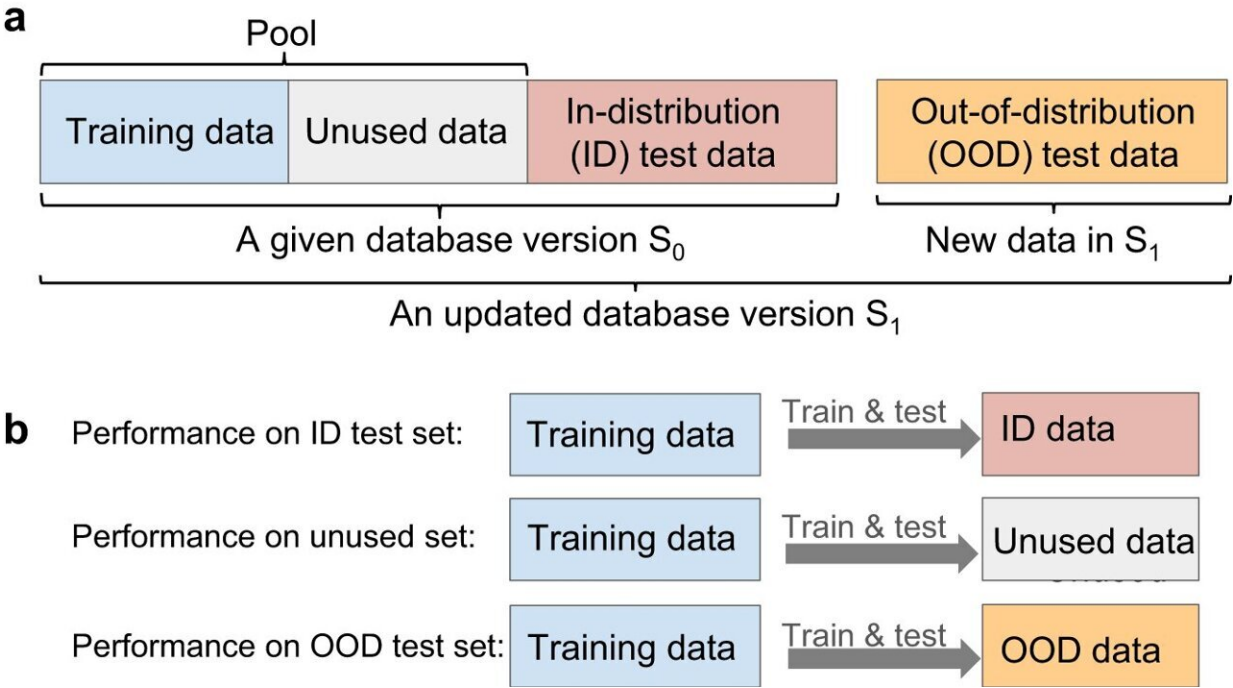 a
Pool
Training data
Unused data
In-distribution
(ID) test data
Out-of-distribution
(OOD) test data
A given database version S₀
New data in S₁
An updated database version S₁
b
Performance on ID test set:
Training data
Train & test
ID data
Performance on unused set:
Training data
Train & test
Unused data
Performance on OOD test set:
Training data
Train & test
OOD data